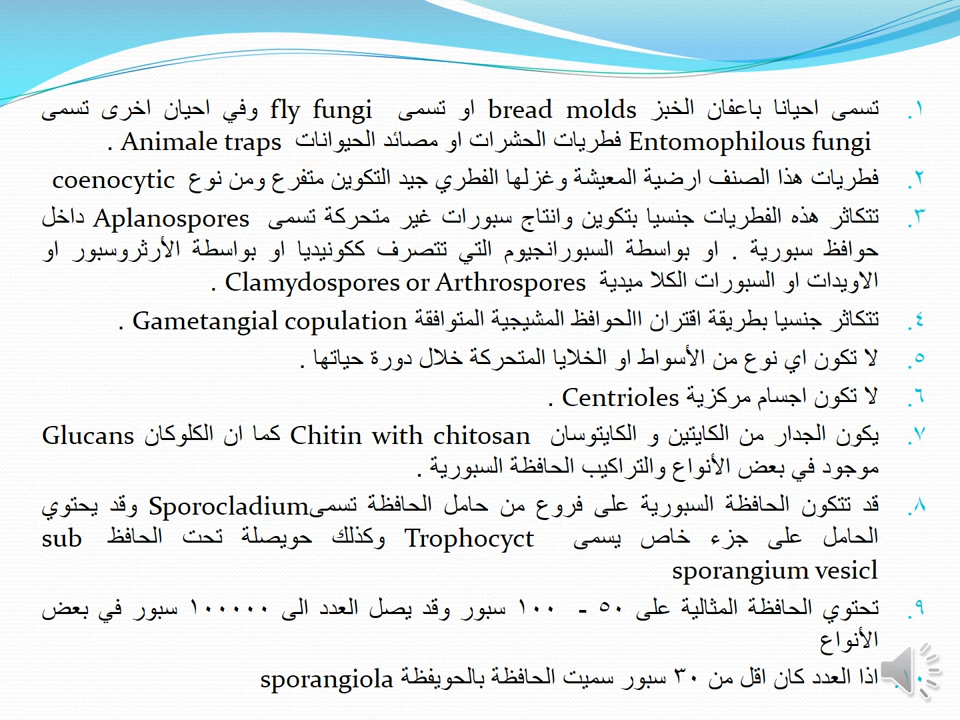 ١. تسمى احيانا باعفان الخبز bread molds او تسمى fly fungi وفي احيان اخرى تسمى
Entomophilous fungi فطريات الحشرات او مصائد الحيوانات Animale traps .
٢. فطريات هذا الصنف ارضية المعيشة وغزلها الفطري جيد التكوين متفرع ومن نوع coenocytic
٣. تتكاثر هذه الفطريات جنسيا بتكوين وانتاج سبورات غير متحركة تسمى Aplanospores داخل
حوافظ سبورية . او بواسطة السبورانجيوم التي تتصرف ككونيديا او بواسطة الأرثروسبور او
الاويدات او السبورات الكلا ميدية Clamydospores or Arthrospores .
٤. تتكاثر جنسيا بطريقة اقتران االحوافظ المشيجية المتوافقة Gametangial copulation .
٥. لا تكون اي نوع من الأسواط او الخلايا المتحركة خلال دورة حياتها .
٦. لا تكون اجسام مركزية Centrioles .
٧. يكون الجدار من الكايتين و الكايتوسان Chitin with chitosan كما ان الكلوكان Glucans
موجود في بعض الأنواع والتراكيب الحافظة السبورية .
٨. قد تتكون الحافظة السبورية على فروع من حامل الحافظة تسمىSporocladium وقد يحتوي
الحامل على جزء خاص يسمى Trophocyct وكذلك حويصلة تحت الحافظ sub
sporangium vesicl
٩. تحتوي الحافظة المثالية على ٥٠ - ١٠٠ سبور وقد يصل العدد الى ١٠٠٠٠٠ سبور في بعض
الأنواع
١٠. اذا العدد كان اقل من ٣٠ سبور سميت الحافظة بالحويفظة sporangiola